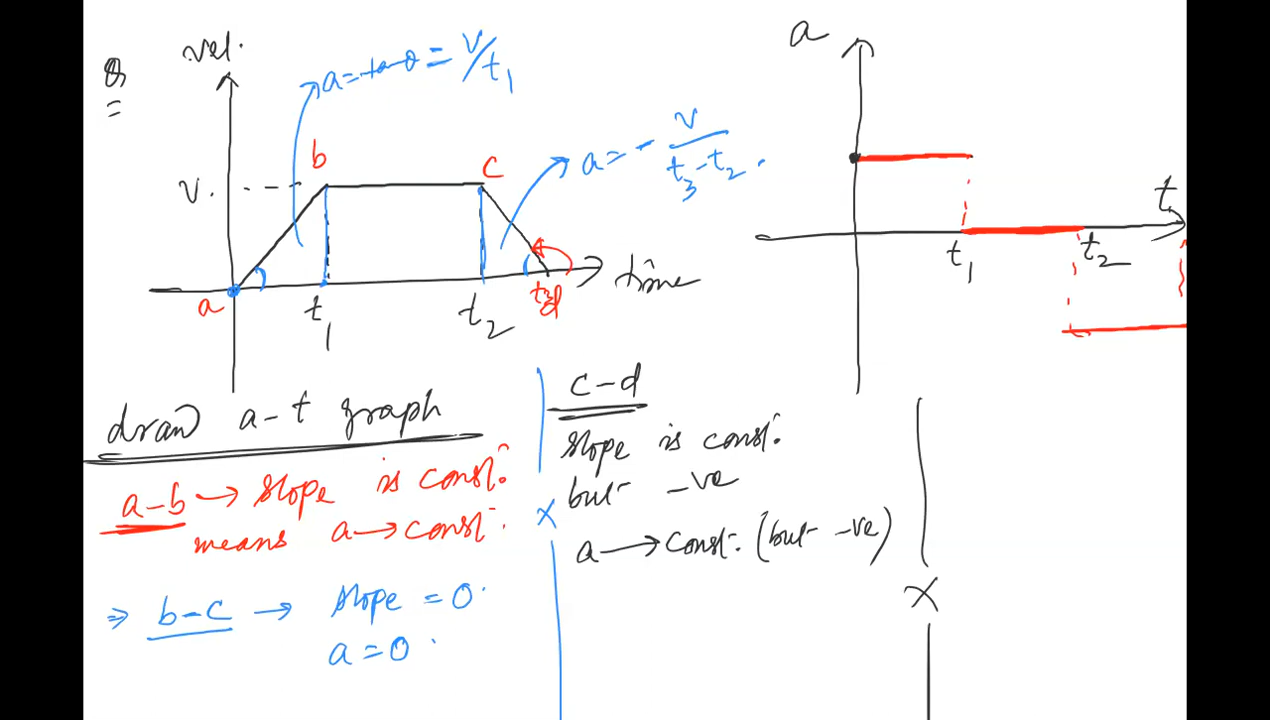 Q
=
vel.
a = tan θ = v/t1
b
c
v.
a = - v/(t3 - t2).
a
t1
t2
t3
d
time
a
t
t1
t2
draw a-t graph
a-b → slope is const.
means a → const.
⇒ b-c → slope = 0.
a = 0.
c-d
slope is const.
but -ve
a → const. (but -ve)